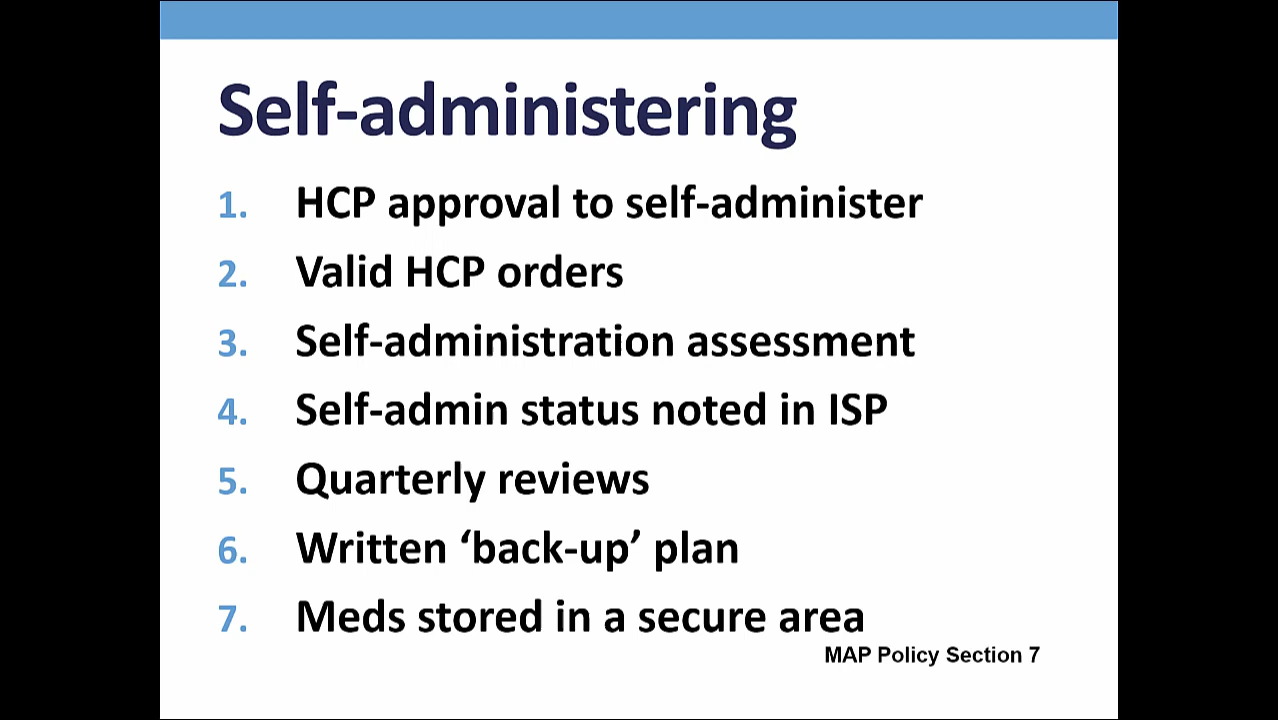 Self-administering
1. HCP approval to self-administer
2. Valid HCP orders
3. Self-administration assessment
4. Self-admin status noted in ISP
5. Quarterly reviews
6. Written ‘back-up’ plan
7. Meds stored in a secure area
MAP Policy Section 7